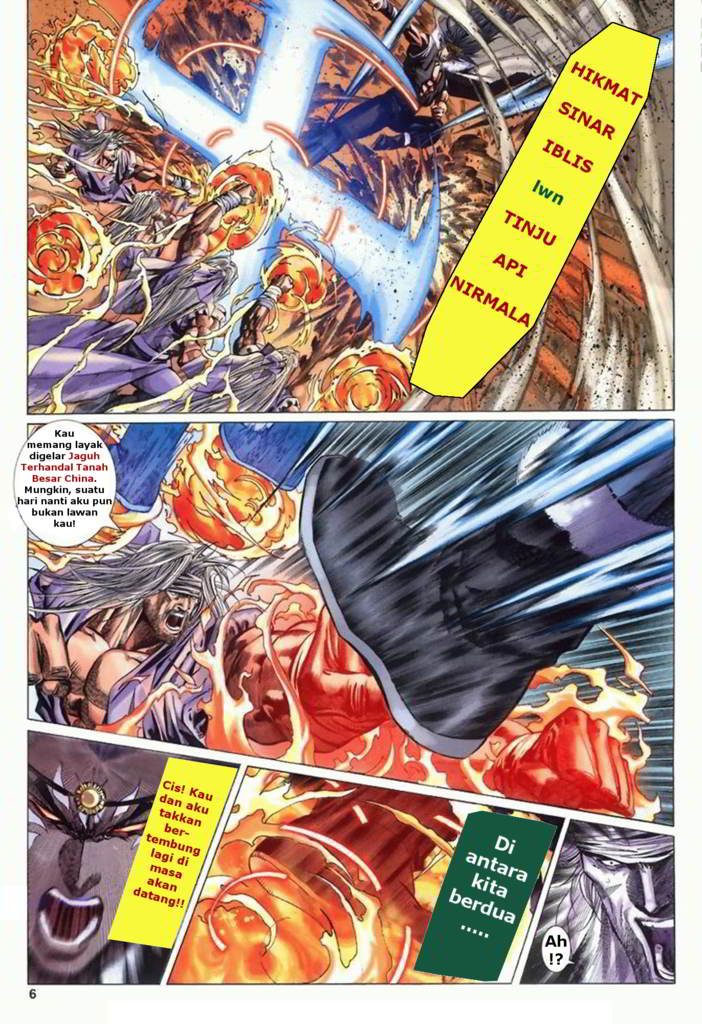 HIKMAT
SINAR
IBLIS
lwn
TINJU
API
NIRMALA
Kau
memang layak
digelar Jaguh
Terhandal Tanah
Besar China.
Mungkin, suatu
hari nanti aku pun
bukan lawan
kau!
Cis! Kau
dan aku
takkan
ber-
tembung
lagi di
masa
akan
datang!!
Di
antara
kita
berdua
.....
Ah
!?
6